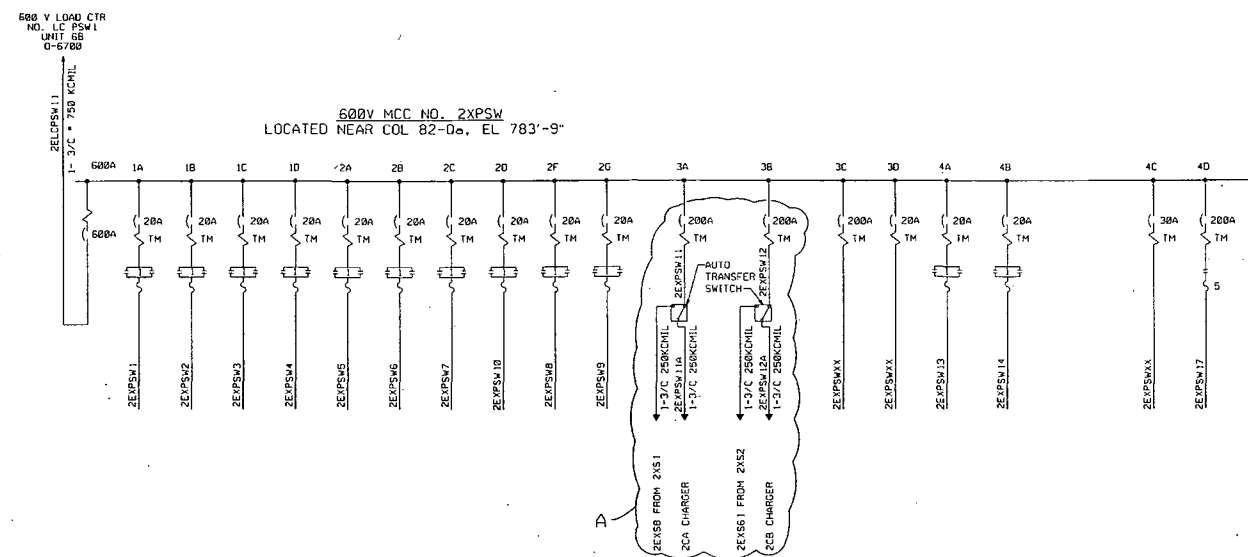 600 V LOAD CTR
NO. LC PSW1
UNIT 6B
O-6700
2ELCPSW11
1- 3/C * 750 KCMIL
600V MCC NO. 2XPSW
LOCATED NEAR COL 82-Qa, EL 783'-9"
600A 1A 1B 1C 1D 2A 2B 2C 2D 2F 2G 3A 3B 3C 3D 4A 4B 4C 4D
600A 20A 20A 20A 20A 20A 20A 20A 20A 20A 20A 200A 200A 200A 20A 20A 20A 30A 200A
TM TM TM TM TM TM TM TM TM TM TM TM TM TM TM TM TM TM
2EXPSW11
2EXPSW12
AUTO
TRANSFER
SWITCH
5
2EXPSW1
2EXPSW2
2EXPSW3
2EXPSW4
2EXPSW5
2EXPSW6
2EXPSW7
2EXPSW10
2EXPSW8
2EXPSW9
1-3/C 250KCMIL
2EXPSW11A
1-3/C 250KCMIL
1-3/C 250KCMIL
2EXPSW12A
1-3/C 250KCMIL
2EXPSWXX
2EXPSWXX
2EXPSW13
2EXPSW14
2EXPSWXX
2EXPSW17
2EXS8 FROM 2XS1
2CA CHARGER
2EXS61 FROM 2XS2
2CB CHARGER
A